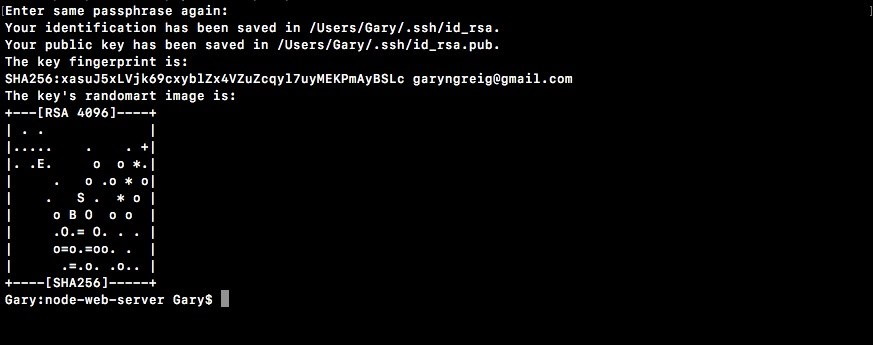 Enter same passphrase again:
Your identification has been saved in /Users/Gary/.ssh/id_rsa.
Your public key has been saved in /Users/Gary/.ssh/id_rsa.pub.
The key fingerprint is:
SHA256:xasuJ5xLVjk69cxyblZx4VZuZcqyl7uyMEKPmAyBSLc garyngreig@gmail.com
The key's randomart image is:
+---[RSA 4096]----+
| . .             |
|.....    .    . +|
|. .E.     o  o *.|
|     .   o .o * o|
|    .   S .  * o |
|     o B O  o o  |
|     .O.= O. . . |
|     o=o.=oo. .  |
|      .=.o. .o.. |
+----[SHA256]-----+
Gary:node-web-server Gary$